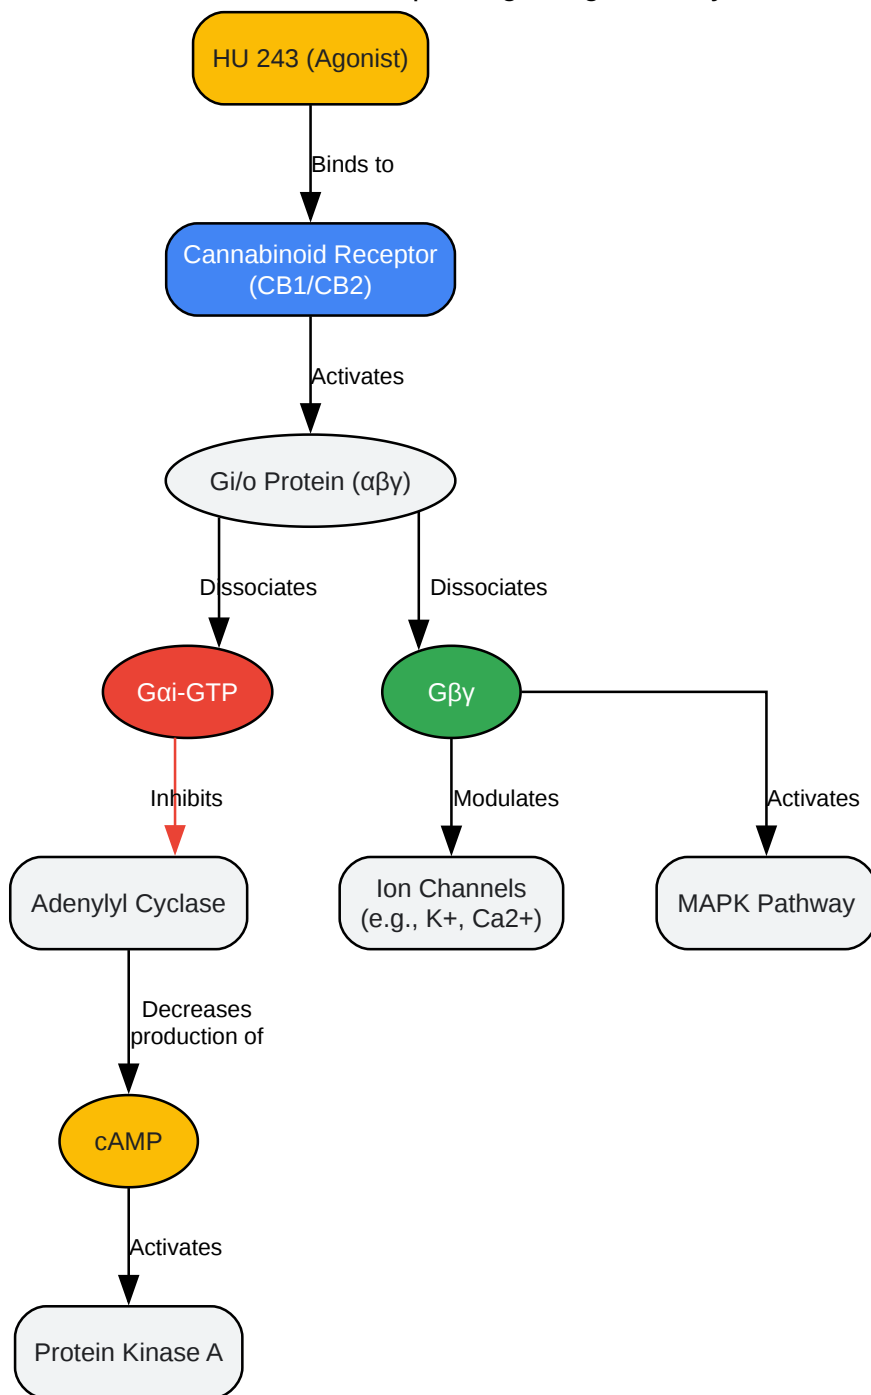 HU 243 (Agonist)
Binds to
Cannabinoid Receptor
(CB1/CB2)
Activates
Gi/o Protein (αβγ)
Dissociates
Dissociates
Gαi-GTP
Gβγ
Inhibits
Modulates
Activates
Adenylyl Cyclase
Ion Channels
(e.g., K+, Ca2+)
MAPK Pathway
Decreases
production of
cAMP
Activates
Protein Kinase A